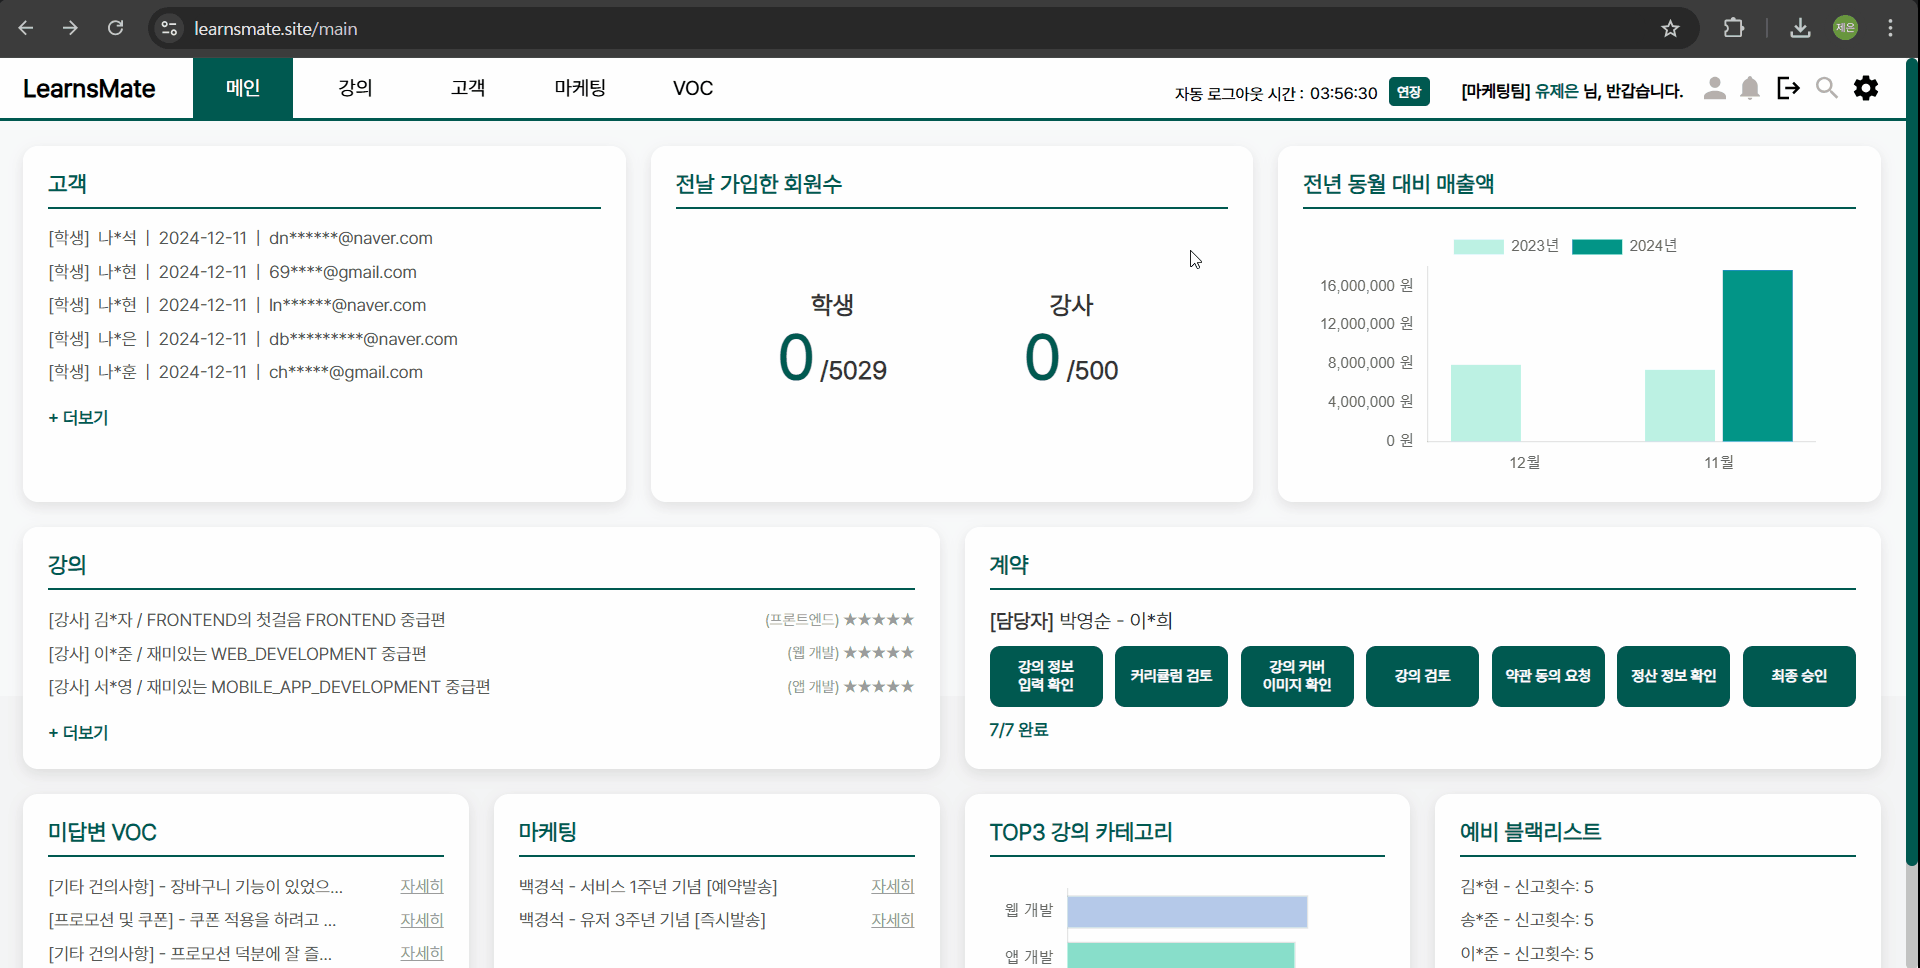 learnsmate.site/main
제은
LearnsMate
메인
강의
고객
마케팅
VOC
자동 로그아웃 시간 : 03:56:30
연장
[마케팅팀] 유제은 님, 반갑습니다.
고객
[학생] 나*석 | 2024-12-11 | dn******@naver.com
[학생] 나*현 | 2024-12-11 | 69****@gmail.com
[학생] 나*현 | 2024-12-11 | ln******@naver.com
[학생] 나*은 | 2024-12-11 | db*********@naver.com
[학생] 나*훈 | 2024-12-11 | ch*****@gmail.com
+ 더보기
전날 가입한 회원수
학생
0 /5029
강사
0 /500
전년 동월 대비 매출액
2023년
2024년
16,000,000 원
12,000,000 원
8,000,000 원
4,000,000 원
0 원
12월
11월
강의
[강사] 김*자 / FRONTEND의 첫걸음 FRONTEND 중급편 (프론트엔드) ★★★★★
[강사] 이*준 / 재미있는 WEB_DEVELOPMENT 중급편 (웹 개발) ★★★★★
[강사] 서*영 / 재미있는 MOBILE_APP_DEVELOPMENT 중급편 (앱 개발) ★★★★★
+ 더보기
계약
[담당자] 박영순 - 이*희
강의 정보
입력 확인
커리큘럼 검토
강의 커버
이미지 확인
강의 검토
약관 동의 요청
정산 정보 확인
최종 승인
7/7 완료
미답변 VOC
[기타 건의사항] - 장바구니 기능이 있었으... 자세히
[프로모션 및 쿠폰] - 쿠폰 적용을 하려고 ... 자세히
[기타 건의사항] - 프로모션 덕분에 잘 즐... 자세히
마케팅
백경석 - 서비스 1주년 기념 [예약발송] 자세히
백경석 - 유저 3주년 기념 [즉시발송] 자세히
TOP3 강의 카테고리
웹 개발
앱 개발
예비 블랙리스트
김*현 - 신고횟수: 5
송*준 - 신고횟수: 5
이*준 - 신고횟수: 5